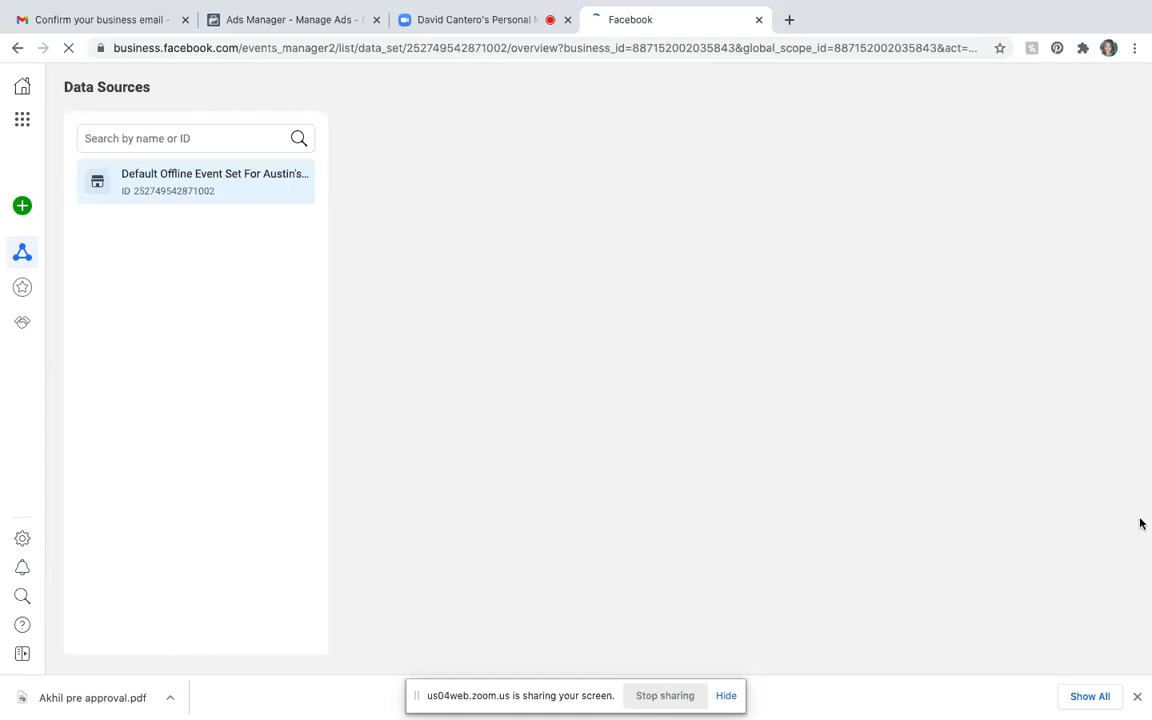 Confirm your business email -
Ads Manager - Manage Ads -
David Cantero's Personal
Facebook
business.facebook.com/events_manager2/list/data_set/252749542871002/overview?business_id=887152002035843&global_scope_id=887152002035843&act=...
Data Sources
Search by name or ID
Default Offline Event Set For Austin's...
ID 252749542871002
Akhil pre approval.pdf
us04web.zoom.us is sharing your screen.
Stop sharing
Hide
Show All